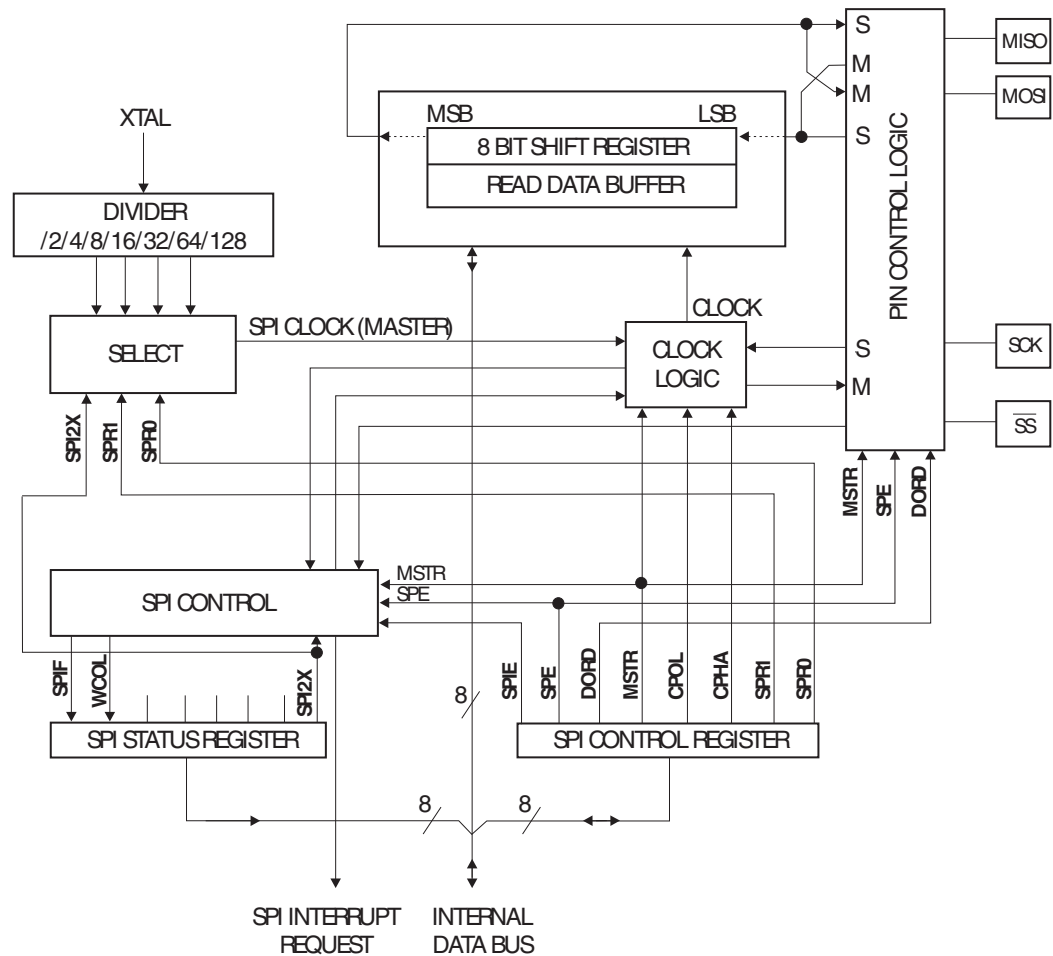 S
MISO
M
M
MOSI
MSB
LSB
XTAL
8 BIT SHIFT REGISTER
S
READ DATA BUFFER
DIVIDER
/2/4/8/16/32/64/128
PIN CONTROL LOGIC
CLOCK
SPI CLOCK (MASTER)
SELECT
CLOCK
LOGIC
S
SCK
M
SPI2X
SPR1
SPR0
SS
MSTR
SPE
DORD
MSTR
SPE
SPI CONTROL
SPIF
WCOL
SPI2X
SPIE
SPE
DORD
MSTR
CPOL
CPHA
SPR1
SPR0
8
SPI STATUS REGISTER
SPI CONTROL REGISTER
8
8
SPI INTERRUPT
REQUEST
INTERNAL
DATA BUS